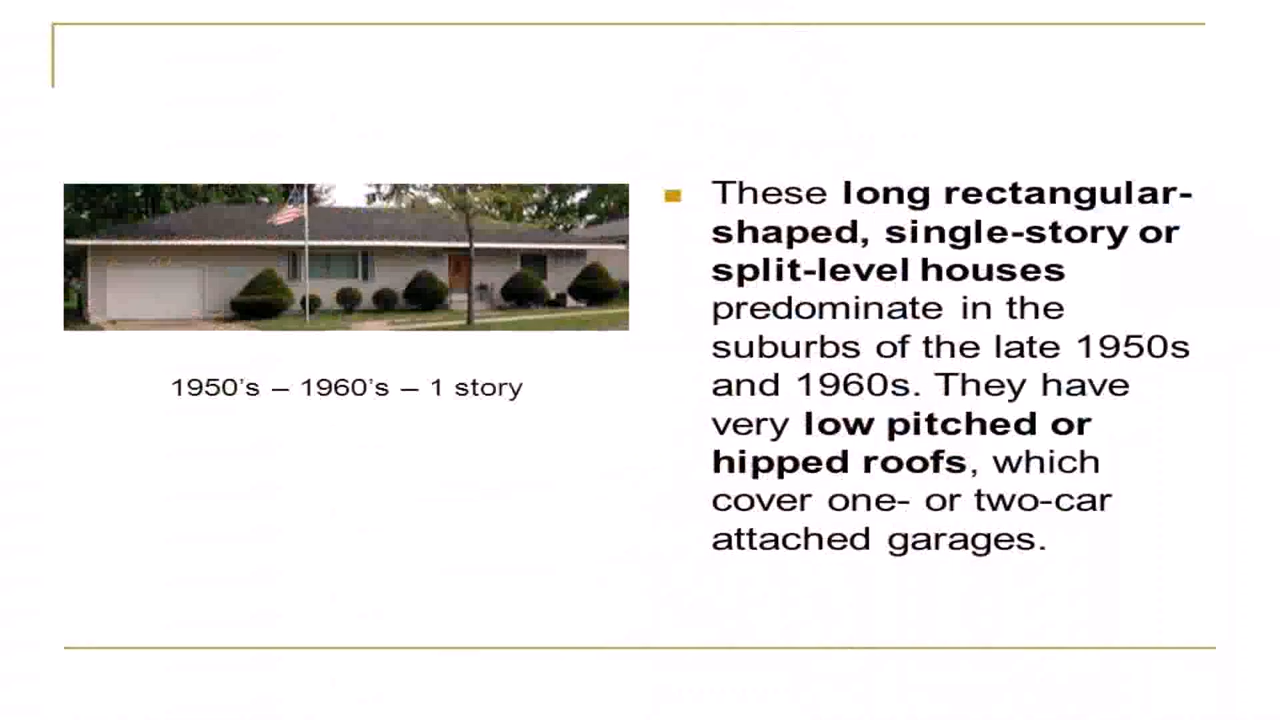 These long rectangular-
shaped, single-story or
split-level houses
predominate in the
suburbs of the late 1950s
and 1960s. They have
very low pitched or
hipped roofs, which
cover one- or two-car
attached garages.
1950's – 1960's – 1 story